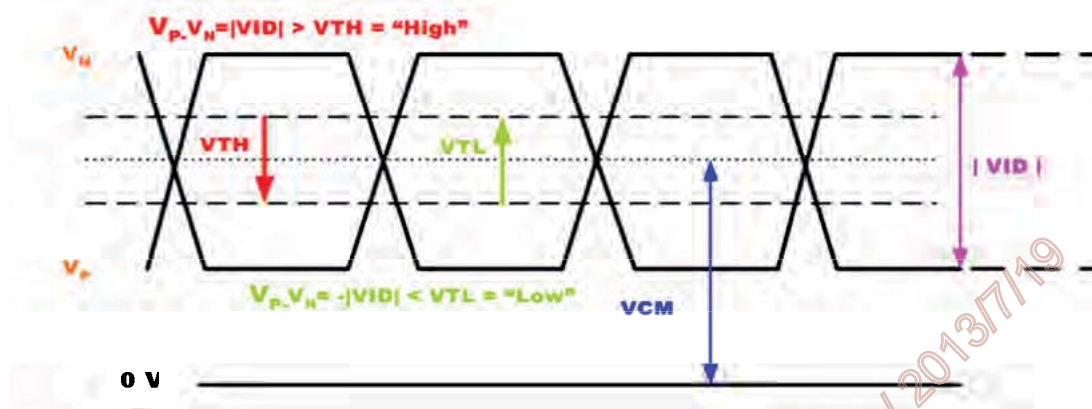 VP-VN=|VID| > VTH = “High”
VN
VTH
VTL
| VID |
VP
VP-VN= -|VID| < VTL = “Low”
VCM
0 V
2013/7/19